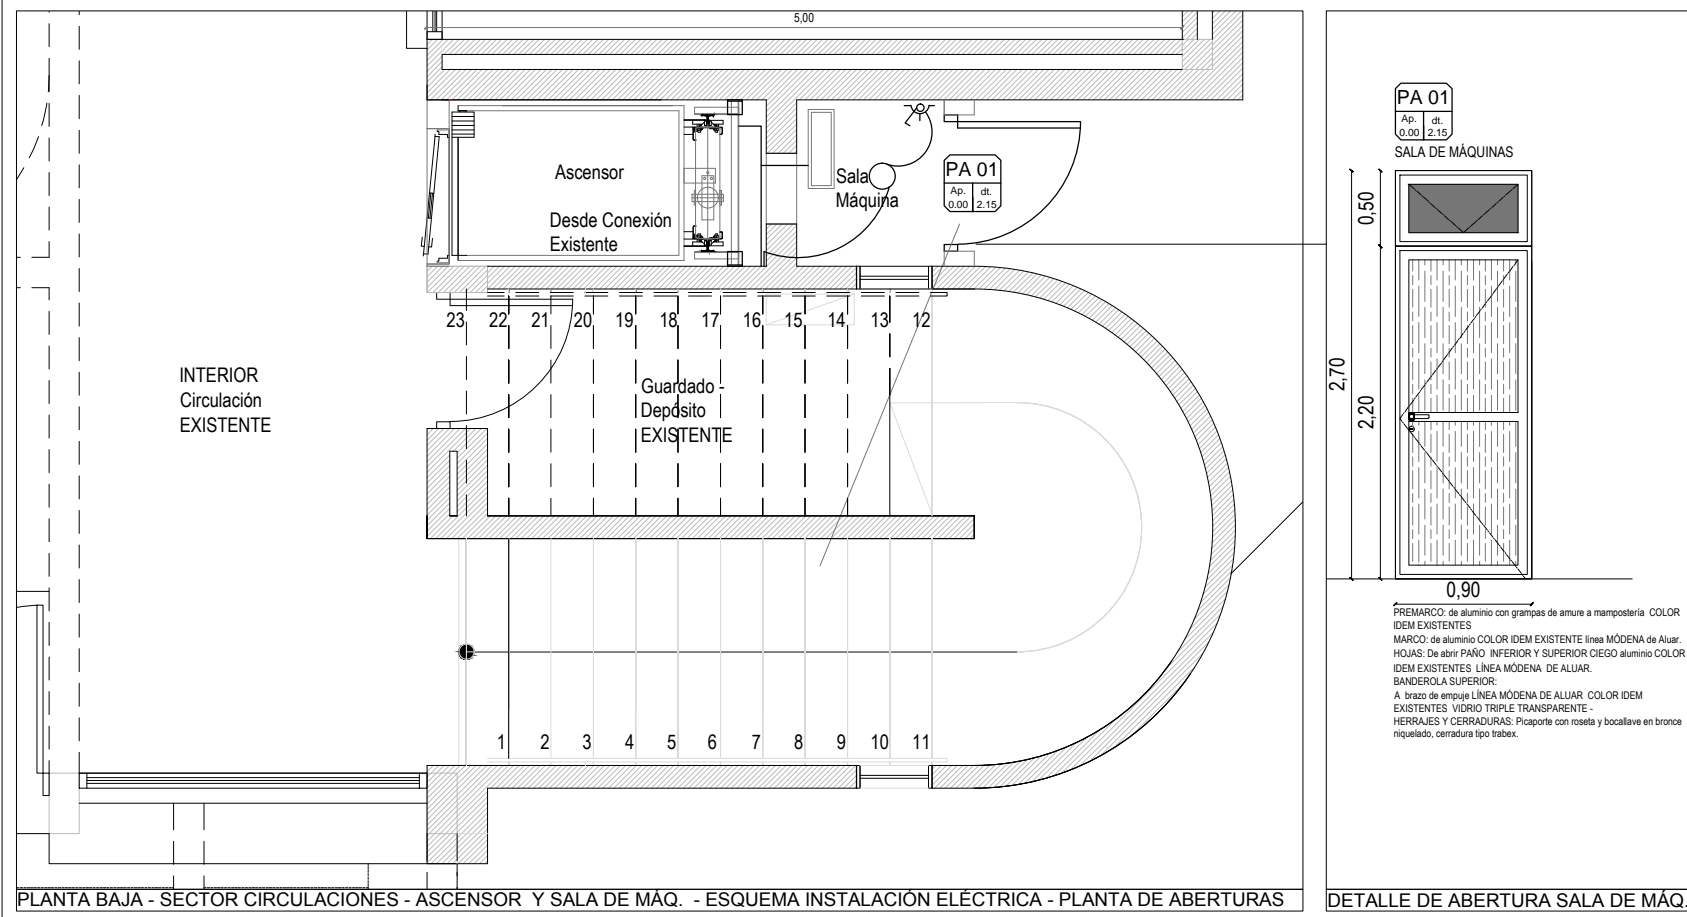 5,00
Ascensor
Desde Conexión
Existente
Sala
Máquina
PA 01
Ap. dt.
0.00 2.15
23 22 21 20 19 18 17 16 15 14 13 12
INTERIOR
Circulación
EXISTENTE
Guardado -
Depósito
EXISTENTE
1 2 3 4 5 6 7 8 9 10 11
PLANTA BAJA - SECTOR CIRCULACIONES - ASCENSOR Y SALA DE MÁQ. - ESQUEMA INSTALACIÓN ELÉCTRICA - PLANTA DE ABERTURAS
PA 01
Ap. dt.
0.00 2.15
SALA DE MÁQUINAS
0,50
2,70
2,20
0,90
PREMARCO: de aluminio con grampas de amure a mampostería COLOR
IDEM EXISTENTES
MARCO: de aluminio COLOR IDEM EXISTENTE línea MÓDENA de Aluar.
HOJAS: De abrir PAÑO INFERIOR Y SUPERIOR CIEGO aluminio COLOR
IDEM EXISTENTES LÍNEA MÓDENA DE ALUAR.
BANDEROLA SUPERIOR:
A brazo de empuje LÍNEA MÓDENA DE ALUAR COLOR IDEM
EXISTENTES VIDRIO TRIPLE TRANSPARENTE -
HERRAJES Y CERRADURAS: Picaporte con roseta y bocallave en bronce
niquelado, cerradura tipo trabex.
DETALLE DE ABERTURA SALA DE MÁQ.